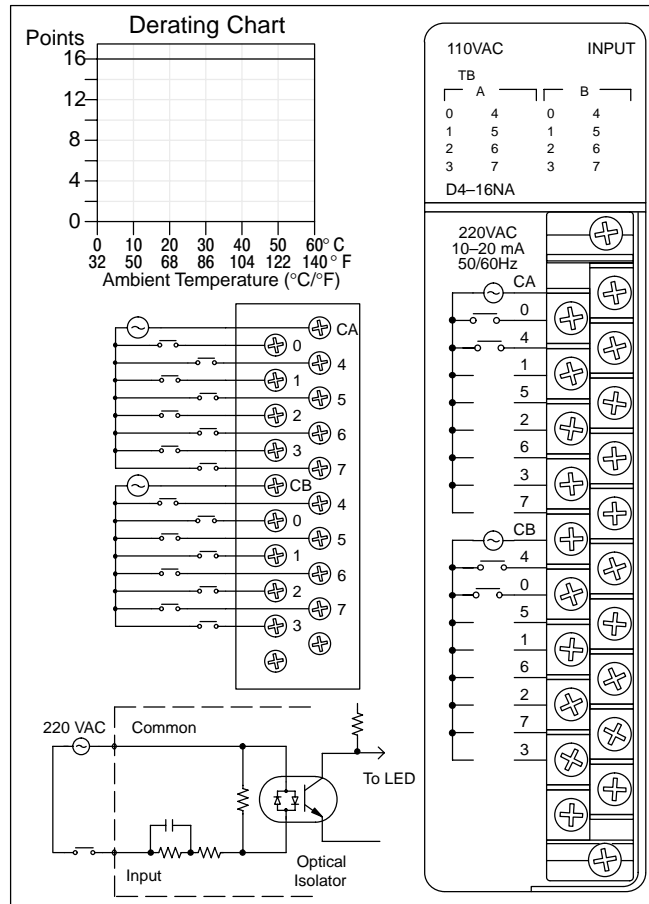 Derating Chart
Points
16
12
8
4
0
0 10 20 30 40 50 60° C
32 50 68 86 104 122 140° F
Ambient Temperature (°C/°F)
CA
0
4
1
5
2
6
3
7
CB
4
0
5
1
6
2
7
3
220 VAC
Common
To LED
Input
Optical
Isolator
110VAC INPUT
TB
A B
0 4 0 4
1 5 1 5
2 6 2 6
3 7 3 7
D4–16NA
220VAC
10–20 mA
50/60Hz
CA
0
4
1
5
2
6
3
7
CB
4
0
5
1
6
2
7
3